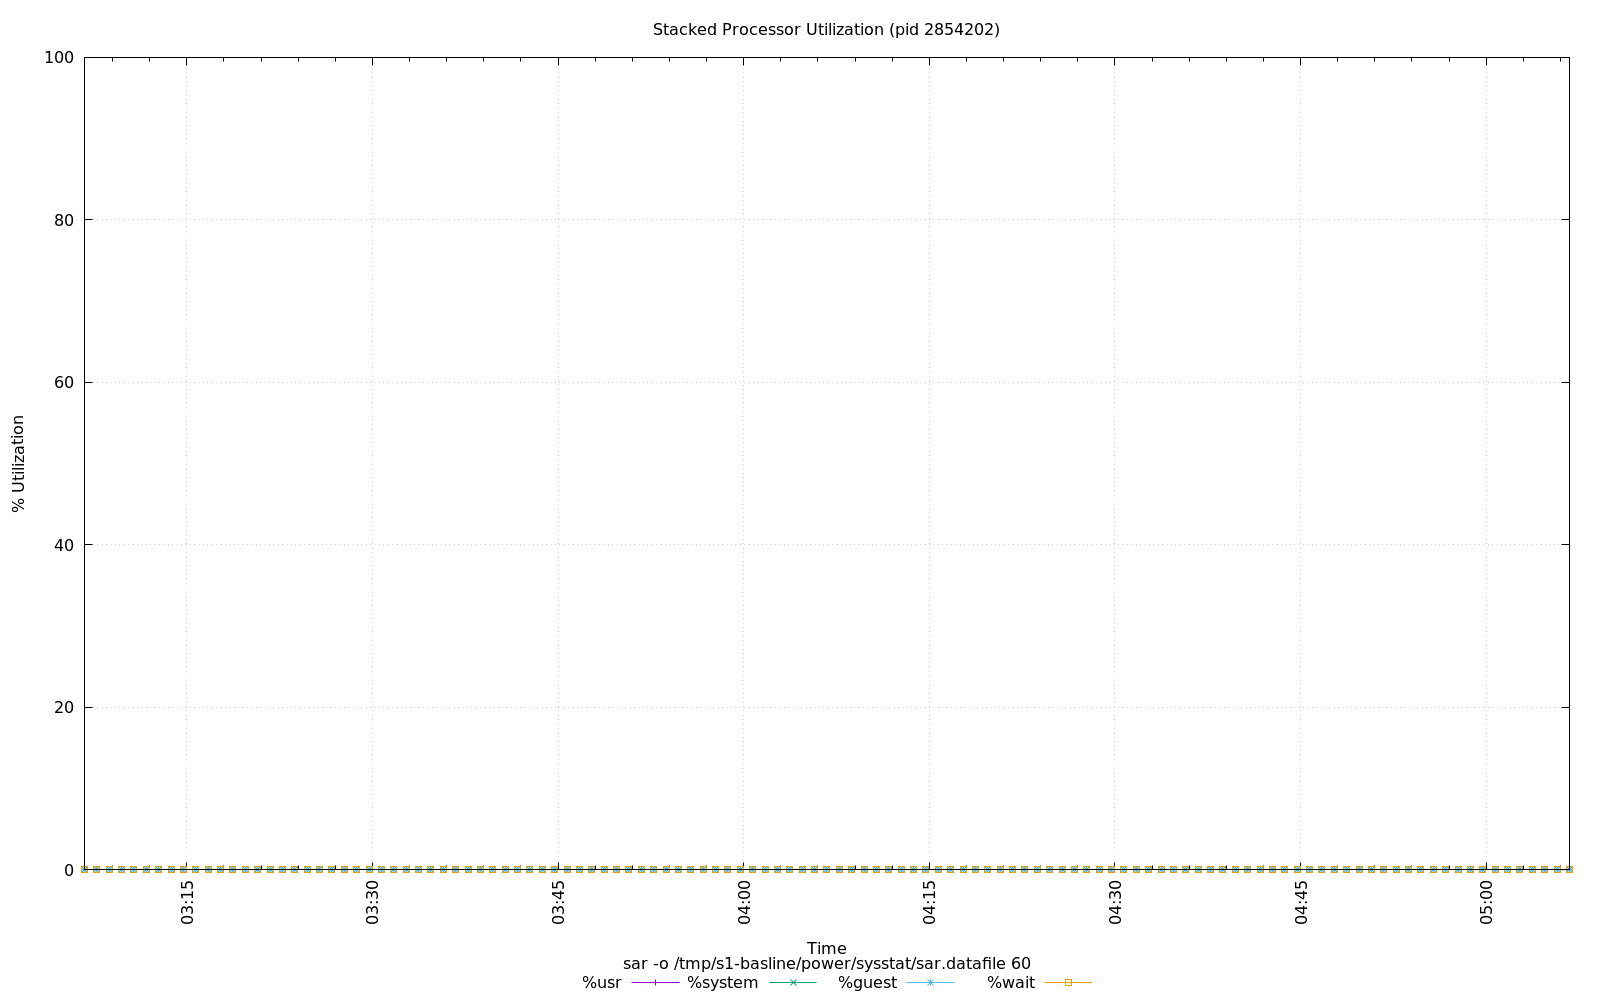 Stacked Processor Utilization (pid 2854202)
100
80
60
40
20
0
% Utilization
03:15
03:30
03:45
04:00
04:15
04:30
04:45
05:00
Time
sar -o /tmp/s1-basline/power/sysstat/sar.datafile 60
%usr %system %guest %wait